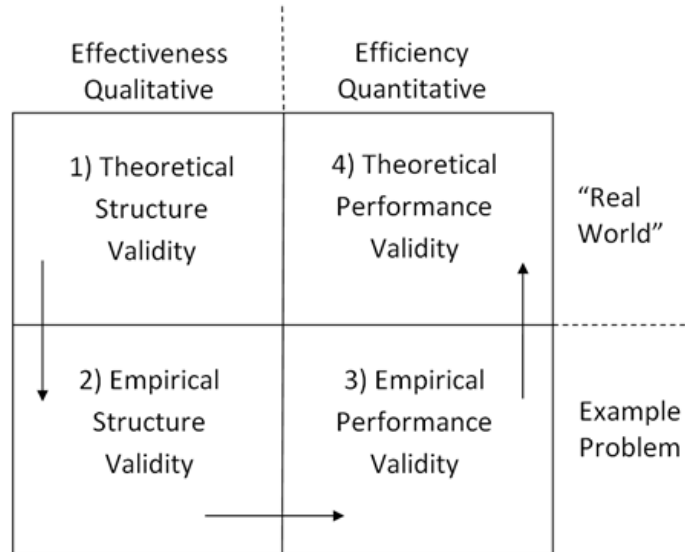 Effectiveness
Qualitative
Efficiency
Quantitative
1) Theoretical
Structure
Validity
4) Theoretical
Performance
Validity
“Real
World”
2) Empirical
Structure
Validity
3) Empirical
Performance
Validity
Example
Problem